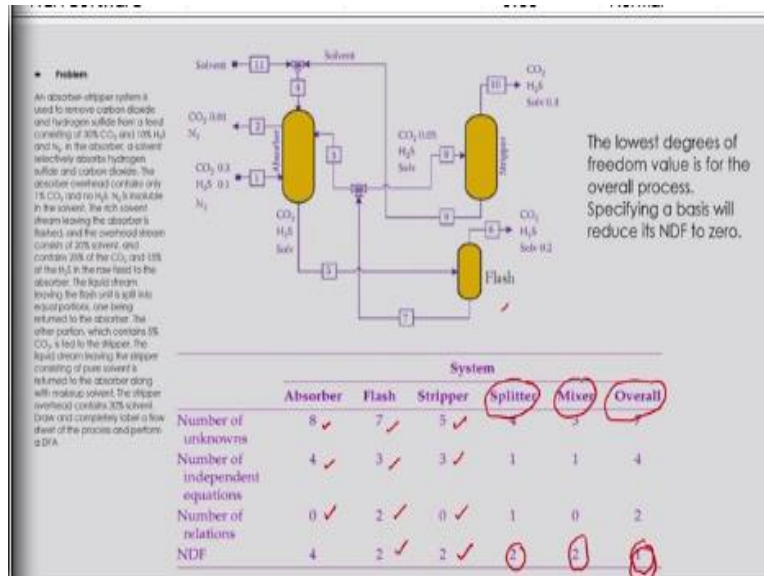 Problem
An absorber-stripper system is
used to remove carbon dioxide
and hydrogen sulfide from a feed
consisting of 30% CO₂ and 10% H₂S
and N₂. In the absorber, a solvent
selectively absorbs hydrogen
sulfide and carbon dioxide. The
absorber overhead contains only
1% CO₂ and no H₂S. N₂ is insoluble
in the solvent. The rich solvent
stream leaving the absorber is
flashed, and the overhead stream
consists of 20% solvent, and
contains 25% of the CO₂ and 15%
of the H₂S in the raw feed to the
absorber. The liquid stream
leaving the flash unit is split into
equal portions, one being
returned to the absorber. The
other portion, which contains 5%
CO₂, is fed to the stripper. The
liquid stream leaving the stripper
consisting of pure solvent is
returned to the absorber along
with makeup solvent. The stripper
overhead contains 30% solvent.
Draw and completely label a flow
sheet of the process and perform
a DFA
Solvent 11 Solvent
4
CO₂ 0.01
N₂
2
CO₂ 0.3
H₂S 0.1
N₂
1
Absorber
3
CO₂ 0.05
H₂S
Solv
8
Stripper
10
CO₂
H₂S
Solv 0.3
9
CO₂
H₂S
Solv
5
6
CO₂
H₂S
Solv 0.2
Flash
7
The lowest degrees of
freedom value is for the
overall process.
Specifying a basis will
reduce its NDF to zero.
System
Absorber Flash Stripper Splitter Mixer Overall
Number of 8 7 5 4 3 7
unknowns
Number of 4 3 3 1 1 4
independent
equations
Number of 0 2 0 1 0 2
relations
NDF 4 2 2 2 2 1